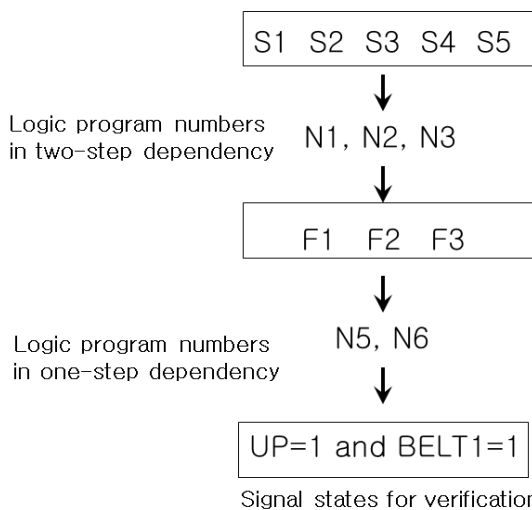 S1 S2 S3 S4 S5
Logic program numbers
in two-step dependency
N1, N2, N3
F1 F2 F3
Logic program numbers
in one-step dependency
N5, N6
UP=1 and BELT1=1
Signal states for verification